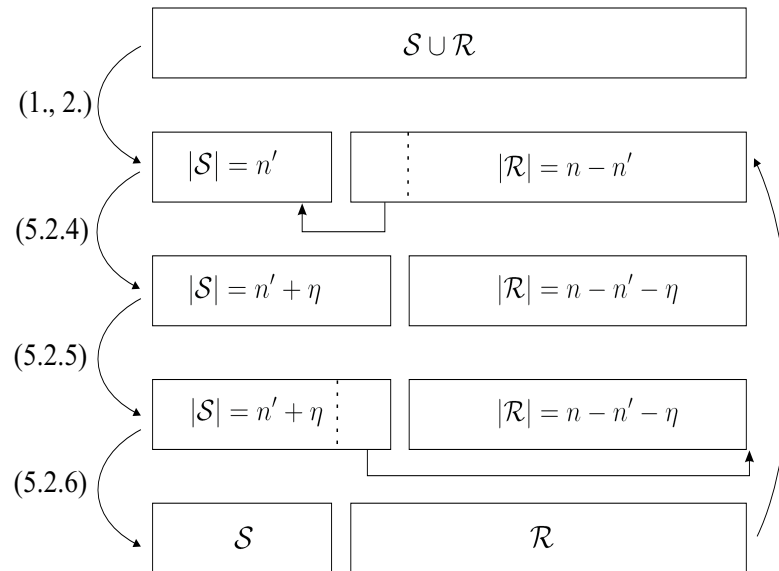 𝒮 ∪ ℛ
(1., 2.)
|𝒮| = n′ |ℛ| = n − n′
(5.2.4)
|𝒮| = n′ + η |ℛ| = n − n′ − η
(5.2.5)
|𝒮| = n′ + η |ℛ| = n − n′ − η
(5.2.6)
𝒮 ℛ